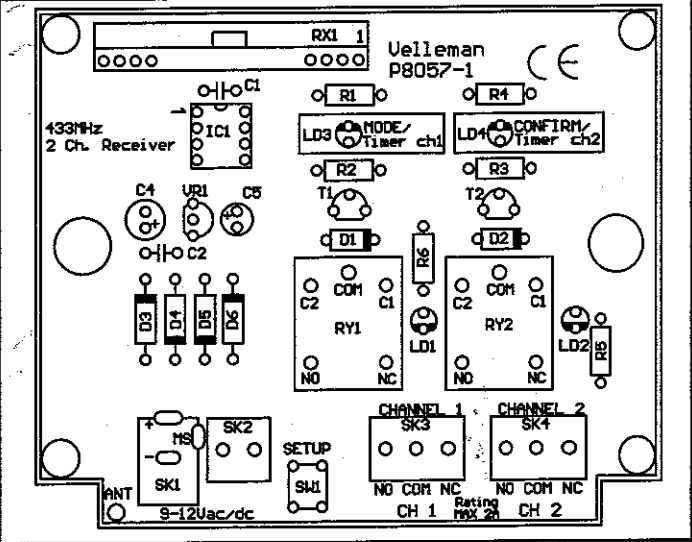 RX1 1
Velleman
P8057-1
CE
C1
R1
R4
433MHz
2 Ch. Receiver
IC1
LD3
MODE/
Timer ch1
LD4
CONFIRM/
Timer ch2
R2
R3
C4
VR1
C5
T1
T2
+
+
C2
D1
R6
D2
D3
D4
D5
D6
COM
C2
C1
RY1
NO
NC
LD1
COM
C2
C1
RY2
NO
NC
LD2
R5
CHANNEL 1
CHANNEL 2
SK3
SK4
+
MS
-
SK1
SK2
SETUP
SW1
NO COM NC
NO COM NC
ANT
9-12Vac/dc
CH 1
Rating
MAX 2A
CH 2